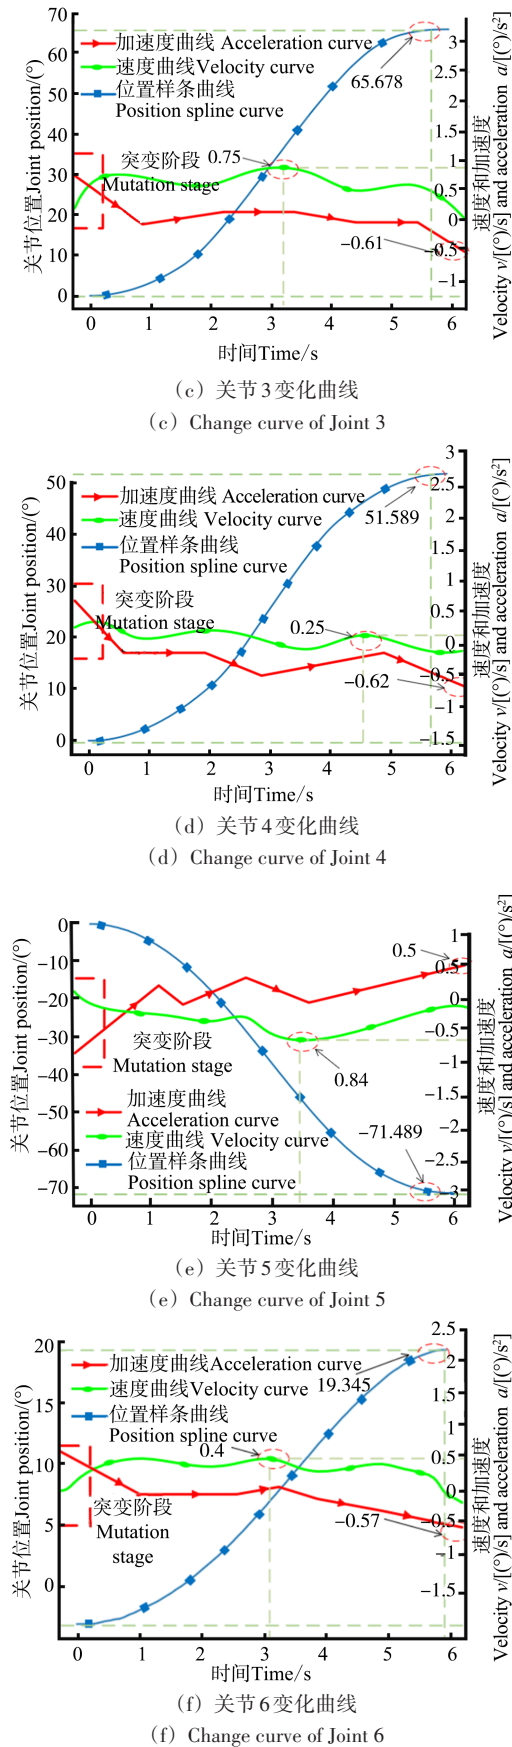 70
60
50
40
30
20
10
0
关节位置Joint position/(°)
加速度曲线 Acceleration curve
速度曲线Velocity curve
位置样条曲线
Position spline curve
65.678
突变阶段
Mutation stage
0.75
-0.61
3
2.5
2
1.5
1
0.5
0
-0.5
-1
速度和加速度
Velocity v/[(°)/s] and acceleration a/[(°)/s²]
0 1 2 3 4 5 6
时间Time/s
(c) 关节3变化曲线
(c) Change curve of Joint 3
50
40
30
20
10
0
关节位置Joint position/(°)
加速度曲线 Acceleration curve
速度曲线 Velocity curve
位置样条曲线
Position spline curve
51.589
突变阶段
Mutation stage
0.25
-0.62
3
2.5
2
1.5
1
0.5
0
-0.5
-1
-1.5
速度和加速度
Velocity v/[(°)/s] and acceleration a/[(°)/s²]
0 1 2 3 4 5 6
时间Time/s
(d) 关节4变化曲线
(d) Change curve of Joint 4
0
-10
-20
-30
-40
-50
-60
-70
关节位置Joint position/(°)
0.5
突变阶段
Mutation stage
0.84
加速度曲线
Acceleration curve
速度曲线 Velocity curve
位置样条曲线
Position spline curve
-71.489
1
0.5
0
-0.5
-1
-1.5
-2
-2.5
-3
速度和加速度
Velocity v/[(°)/s] and acceleration a/[(°)/s²]
0 1 2 3 4 5 6
时间Time/s
(e) 关节5变化曲线
(e) Change curve of Joint 5
20
15
10
5
0
关节位置Joint position/(°)
加速度曲线Acceleration curve
速度曲线Velocity curve
位置样条曲线
Position spline curve
19.345
0.4
突变阶段
Mutation
stage
-0.57
2.5
2
1.5
1
0.5
0
-0.5
-1
-1.5
速度和加速度
Velocity v/[(°)/s] and acceleration a/[(°)/s²]
0 1 2 3 4 5 6
时间Time/s
(f) 关节6变化曲线
(f) Change curve of Joint 6